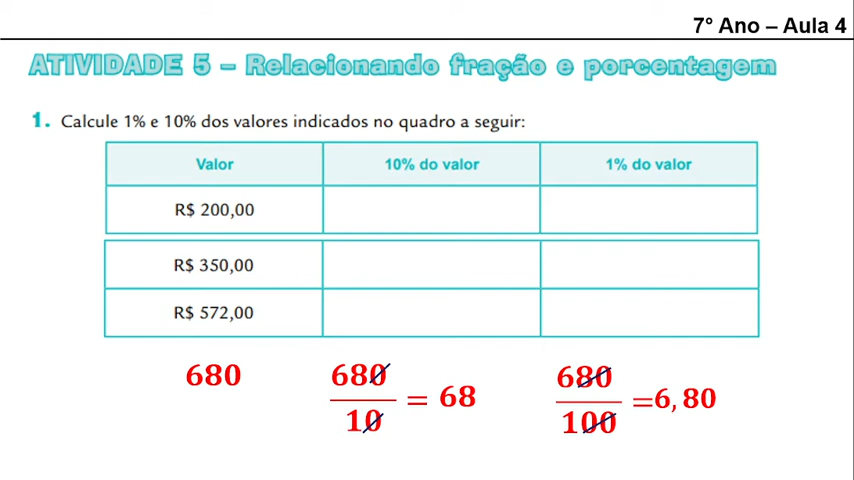 7° Ano – Aula 4
ATIVIDADE 5 – Relacionando fração e porcentagem
1. Calcule 1% e 10% dos valores indicados no quadro a seguir:
Valor 10% do valor 1% do valor
R$ 200,00
R$ 350,00
R$ 572,00
680 680/10 = 68 680/100 =6,80